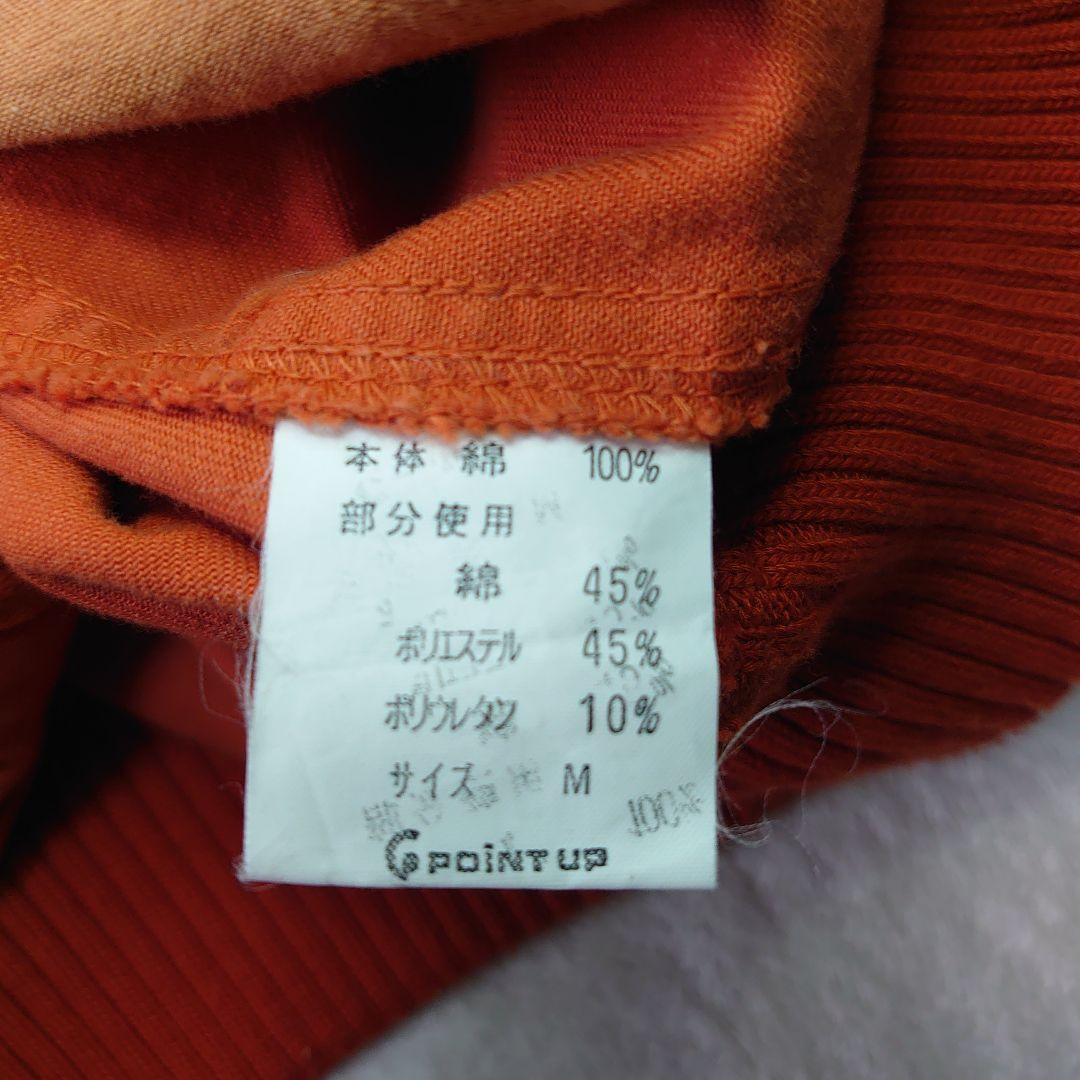 本体 綿 100%
部分使用
綿 45%
ポリエステル 45%
ポリウレタン 10%
サイズ M
POINT UP
100%